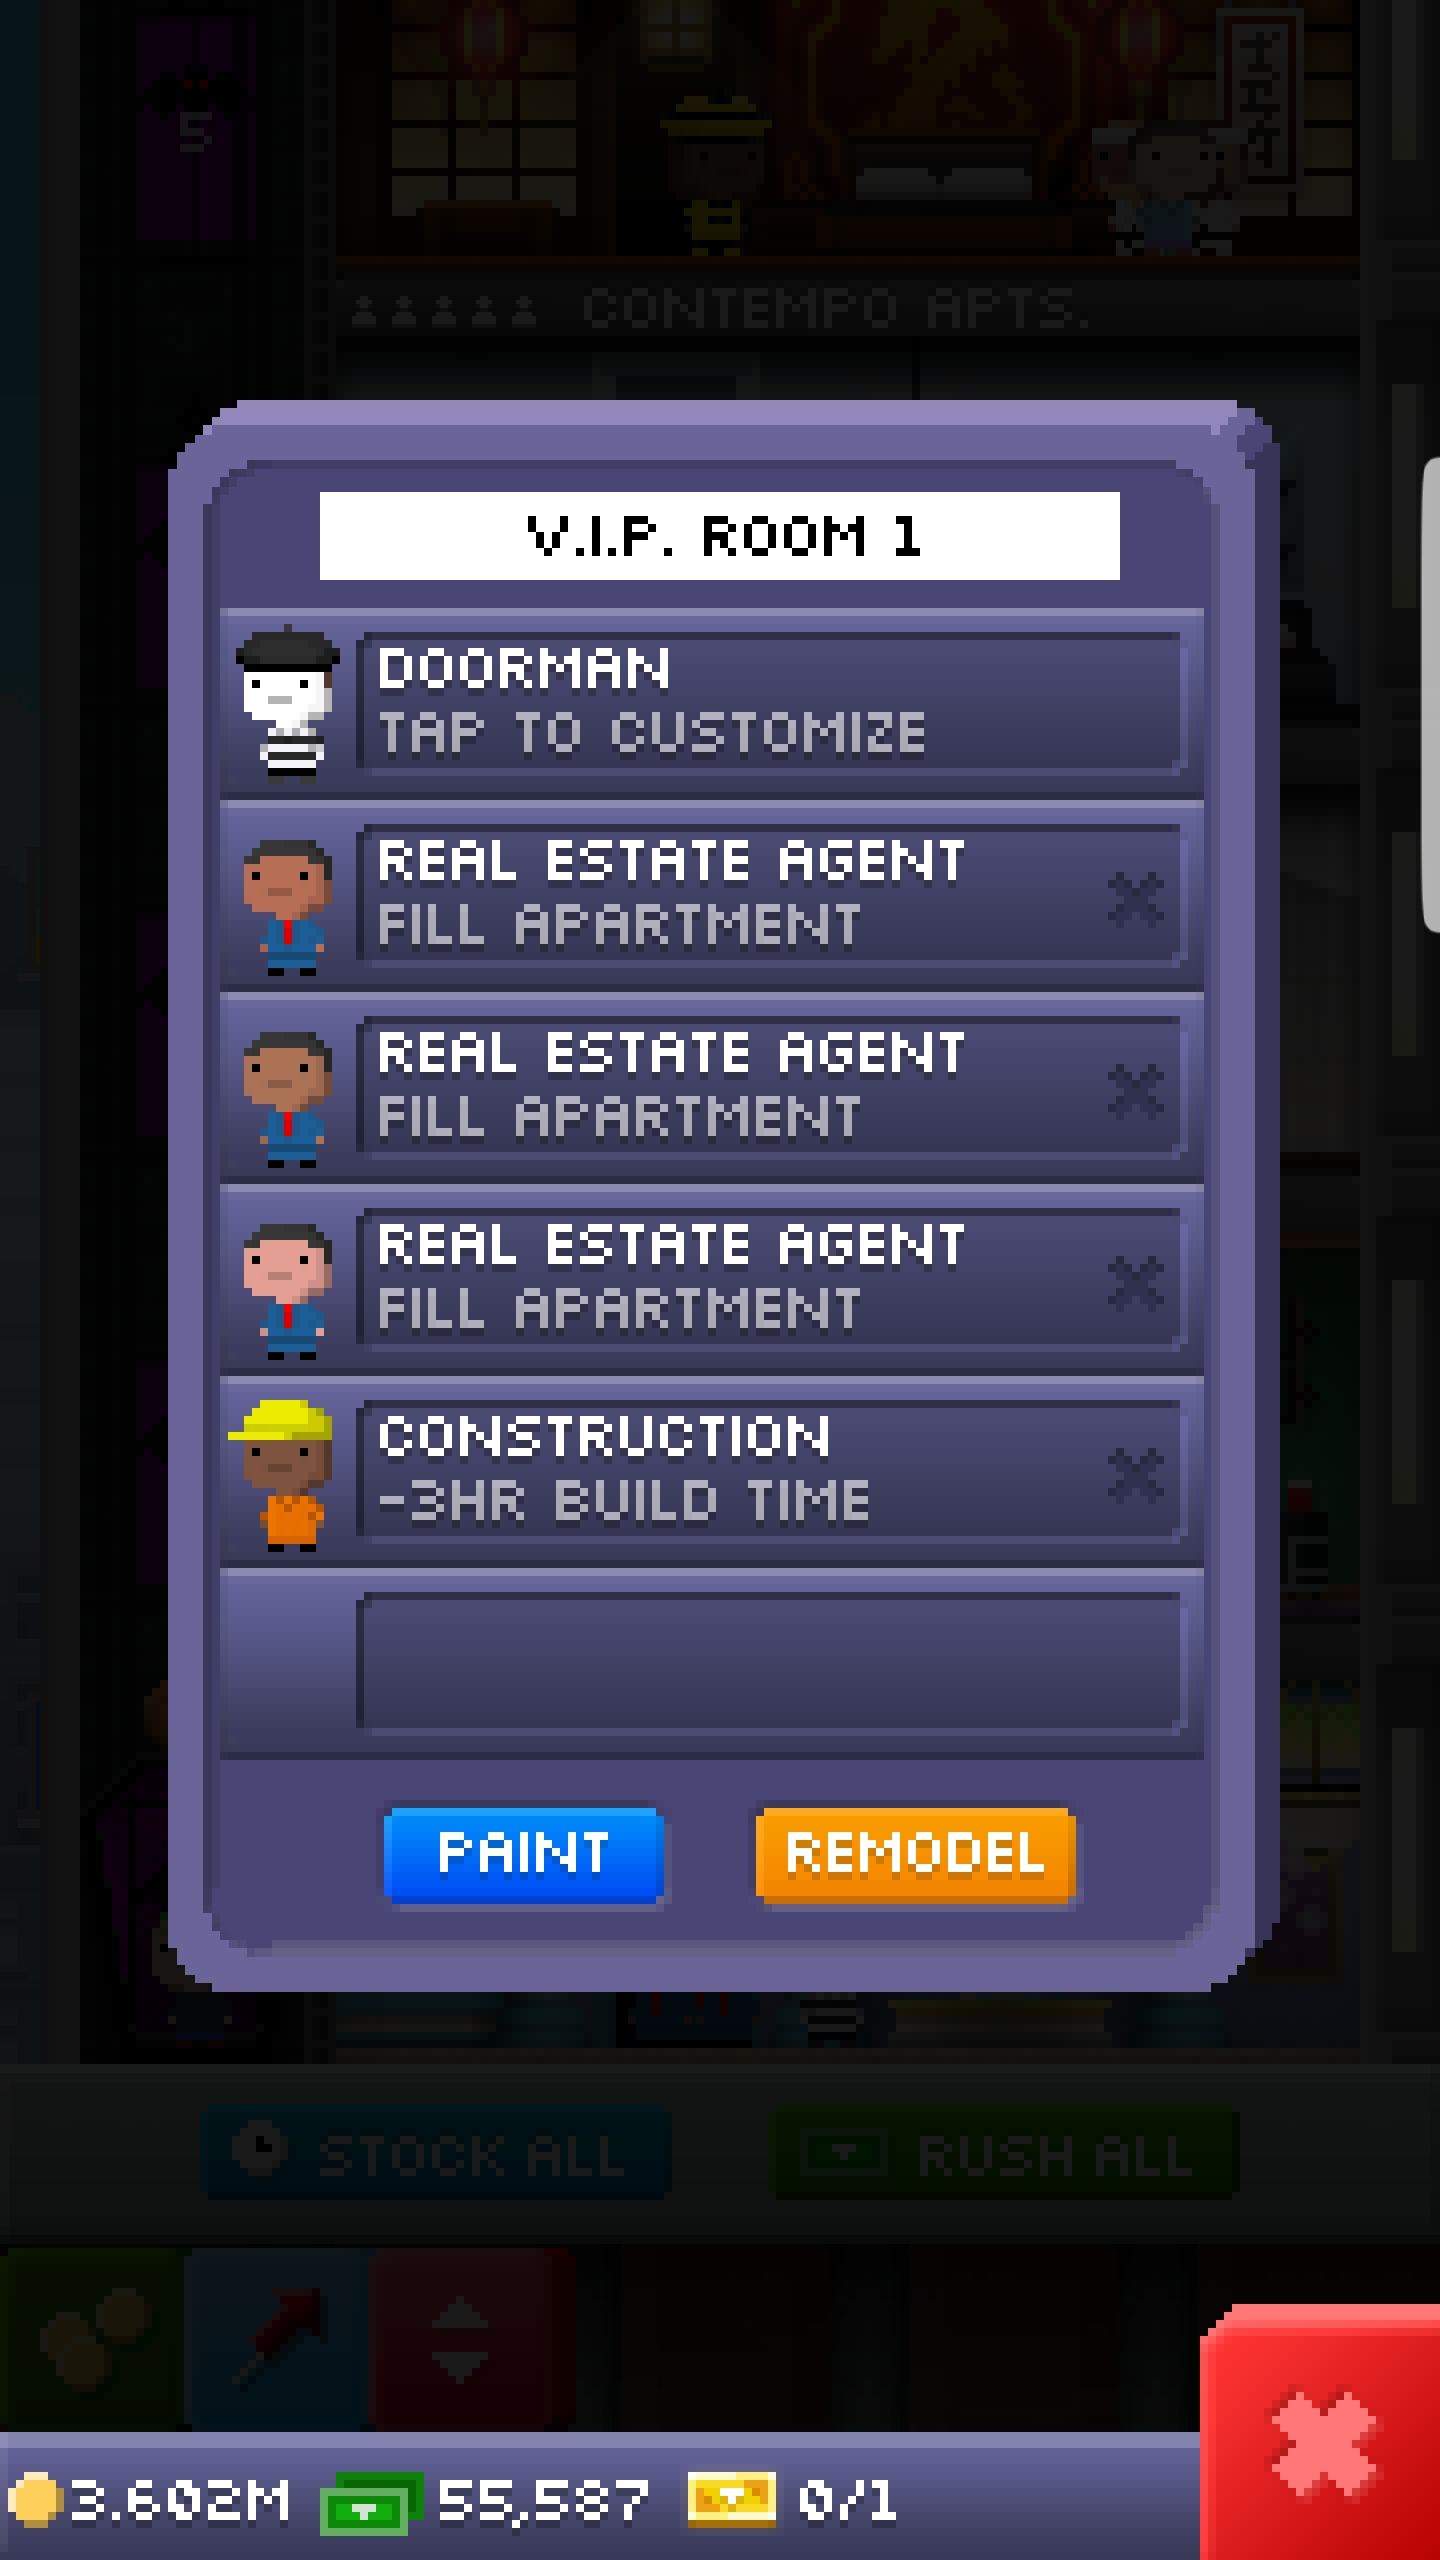 5
CONTEMPO APTS.
V.I.P. ROOM 1
DOORMAN
TAP TO CUSTOMIZE
REAL ESTATE AGENT
FILL APARTMENT
REAL ESTATE AGENT
FILL APARTMENT
REAL ESTATE AGENT
FILL APARTMENT
CONSTRUCTION
-3HR BUILD TIME
PAINT
REMODEL
STOCK ALL
RUSH ALL
3.602M
55,587
0/1